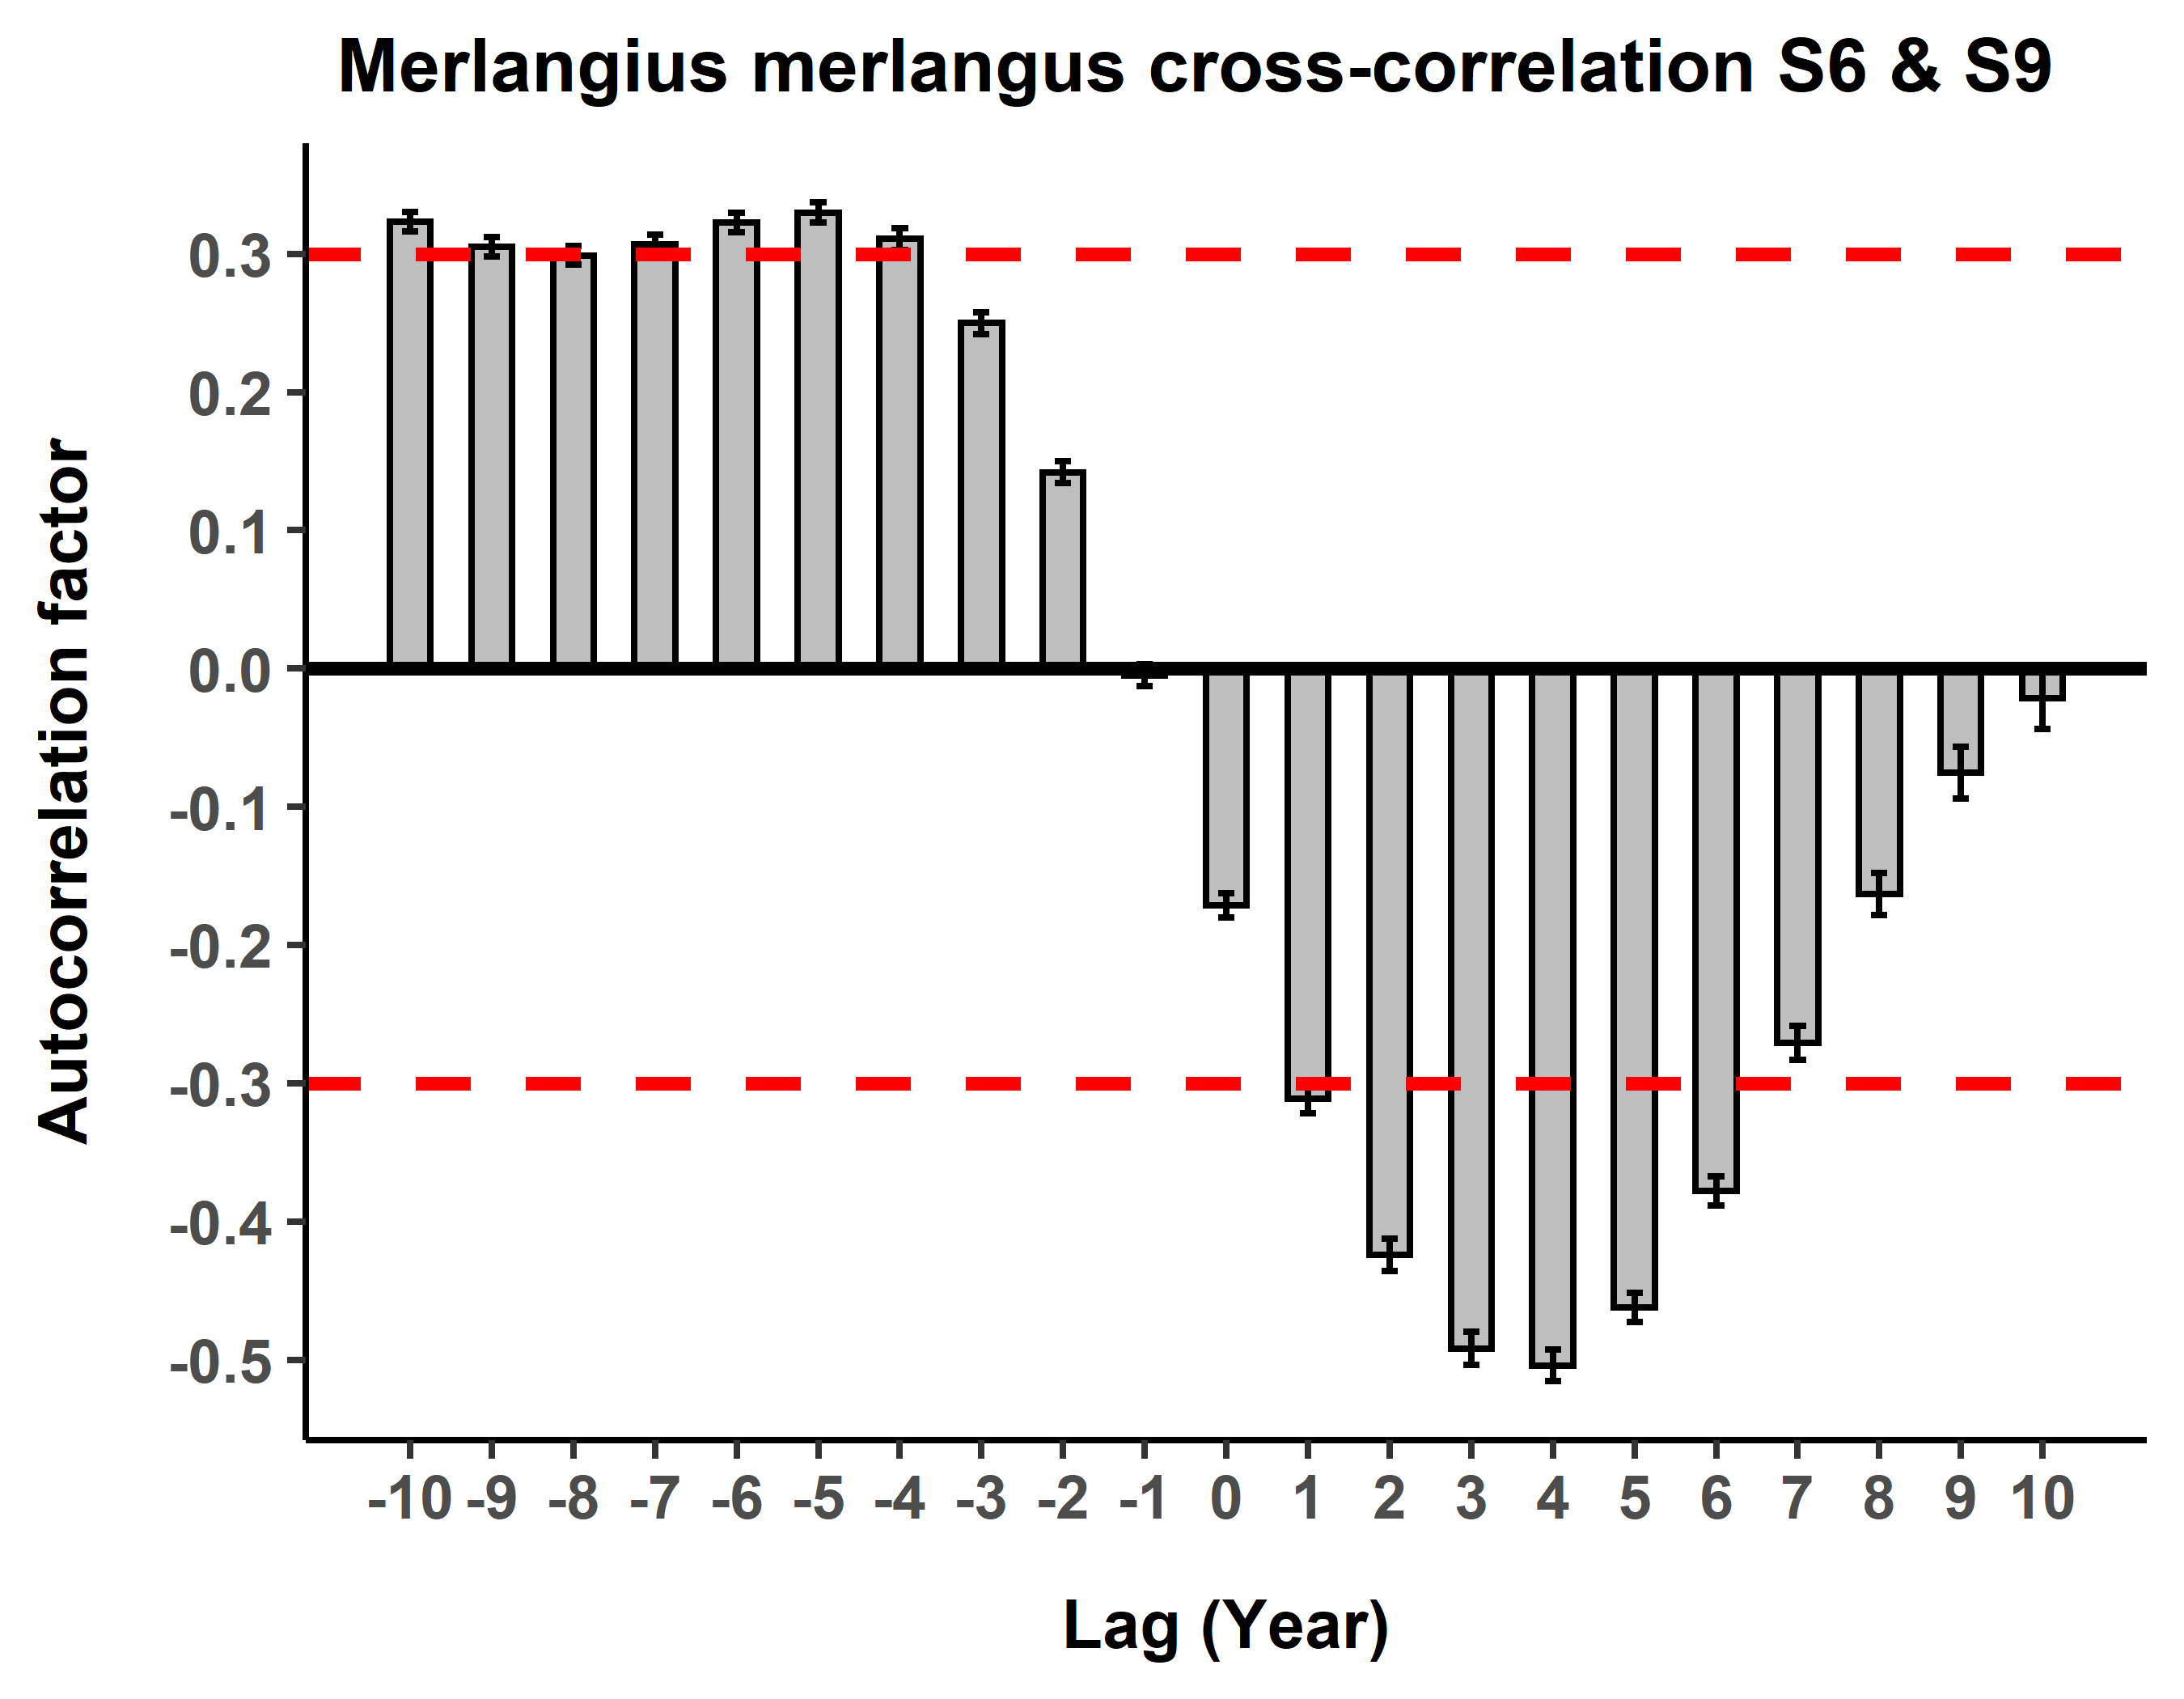 Merlangius merlangus cross-correlation S6 & S9
Autocorrelation factor
0.3
0.2
0.1
0.0
-0.1
-0.2
-0.3
-0.4
-0.5
-10 -9 -8 -7 -6 -5 -4 -3 -2 -1 0 1 2 3 4 5 6 7 8 9 10
Lag (Year)